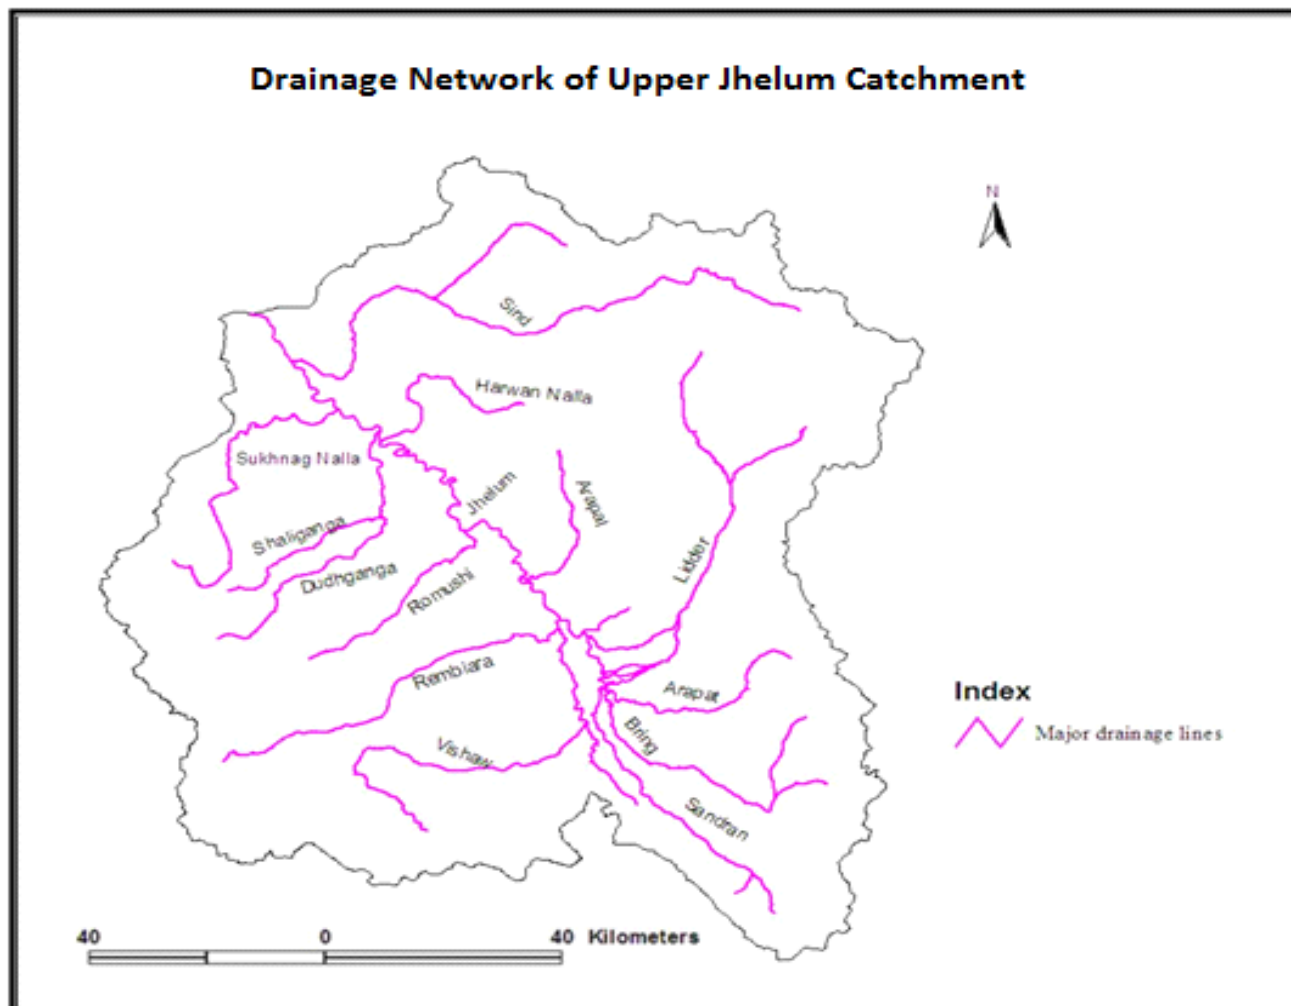 Drainage Network of Upper Jhelum Catchment
N
Sind
Harwan Nalla
Sukhnag Nalla
Jhelum
Arapal
Shaliganga
Lidder
Dudhganga
Romushi
Rembiara
Arapat
Index
Major drainage lines
Bring
Vishaw
Sandran
40 0 40 Kilometers